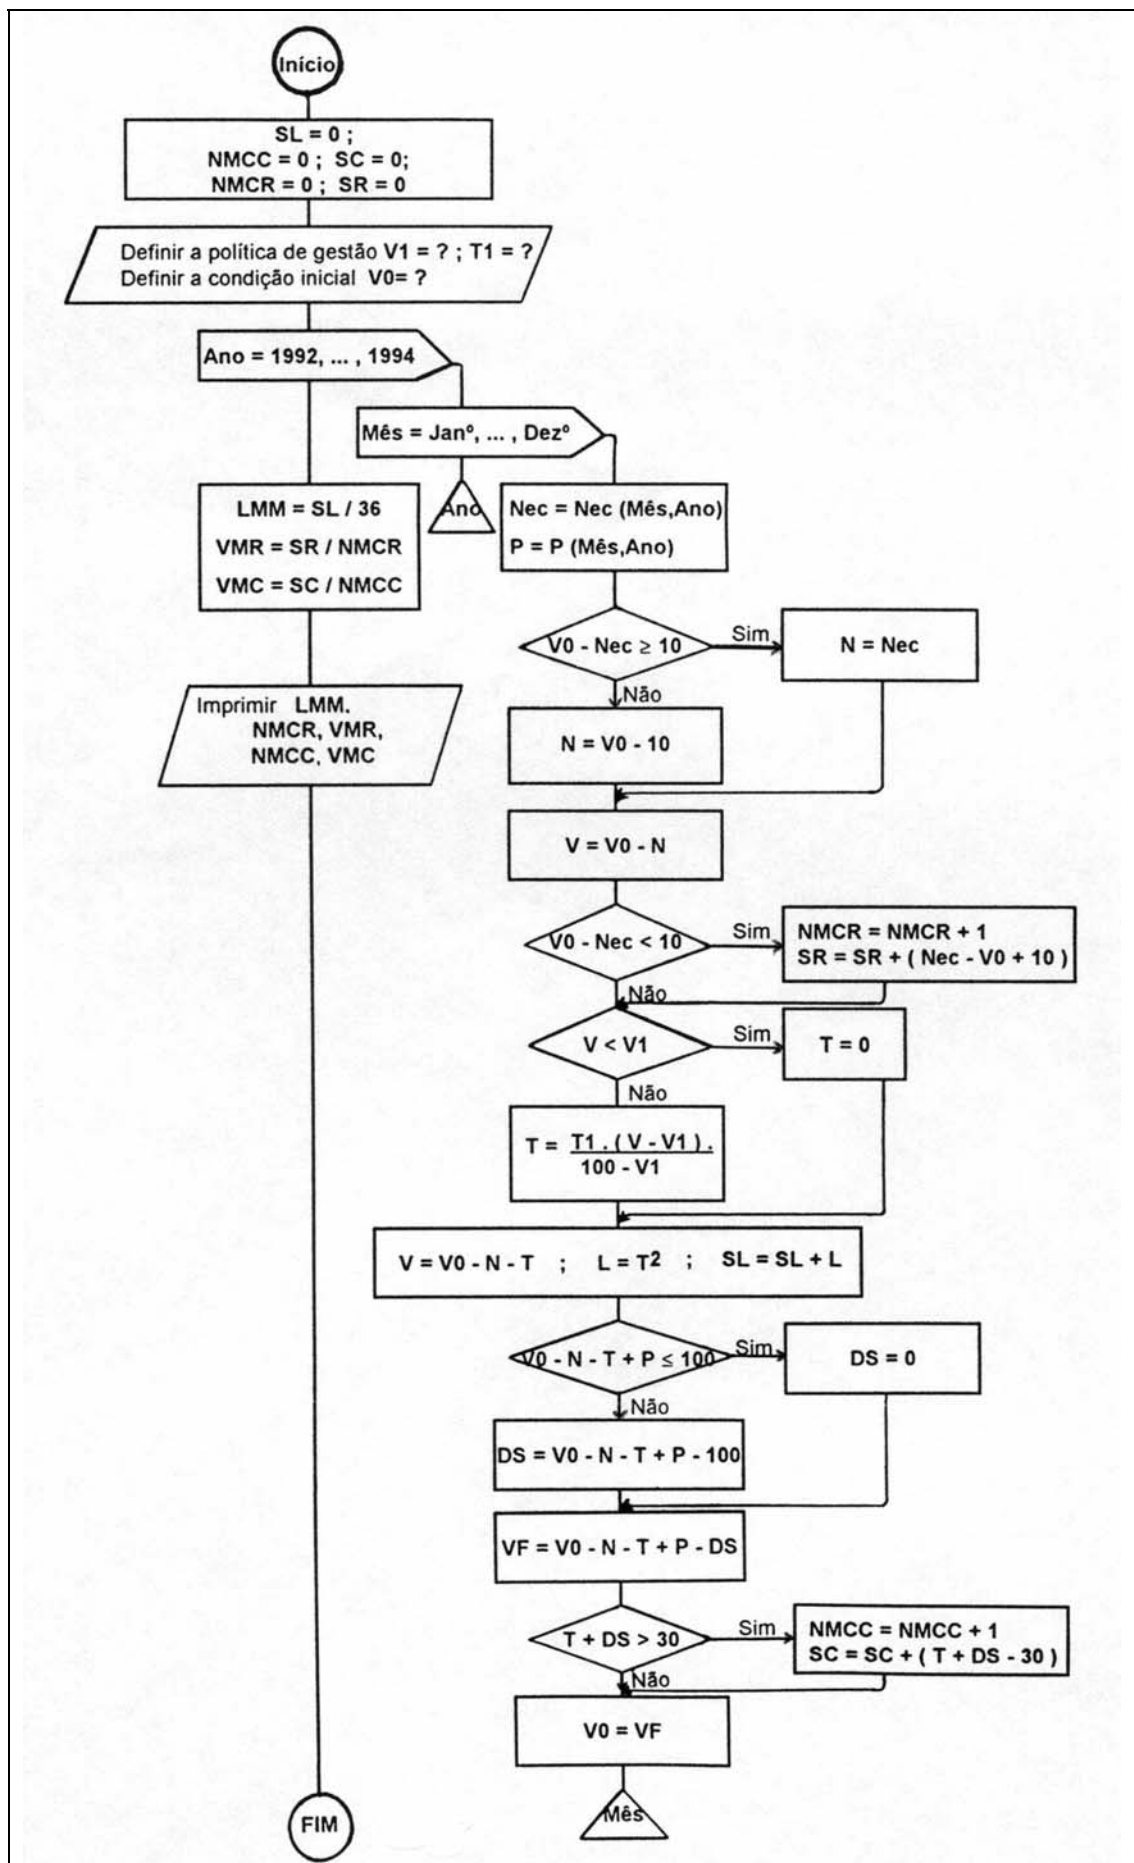 Início
SL = 0 ;
NMCC = 0 ; SC = 0;
NMCR = 0 ; SR = 0
Definir a política de gestão V1 = ? ; T1 = ?
Definir a condição inicial V0= ?
Ano = 1992, ... , 1994
Mês = Janº, ... , Dezº
Ano
LMM = SL / 36
VMR = SR / NMCR
VMC = SC / NMCC
Imprimir LMM.
NMCR, VMR,
NMCC, VMC
Nec = Nec (Mês,Ano)
P = P (Mês,Ano)
V0 - Nec ≥ 10
Sim
N = Nec
Não
N = V0 - 10
V = V0 - N
V0 - Nec < 10
Sim
NMCR = NMCR + 1
SR = SR + ( Nec - V0 + 10 )
Não
V < V1
Sim
T = 0
Não
T = T1 . ( V - V1 ) .
100 - V1
V = V0 - N - T ; L = T2 ; SL = SL + L
V0 - N - T + P ≤ 100
Sim
DS = 0
Não
DS = V0 - N - T + P - 100
VF = V0 - N - T + P - DS
T + DS > 30
Sim
NMCC = NMCC + 1
SC = SC + ( T + DS - 30 )
Não
V0 = VF
Mês
FIM